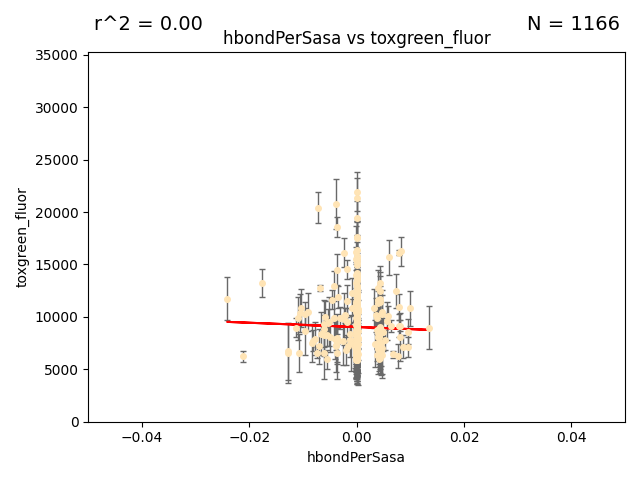 r^2 = 0.00
N = 1166
hbondPerSasa vs toxgreen_fluor
35000
30000
25000
20000
15000
10000
5000
0
toxgreen_fluor
−0.04
−0.02
0.00
0.02
0.04
hbondPerSasa